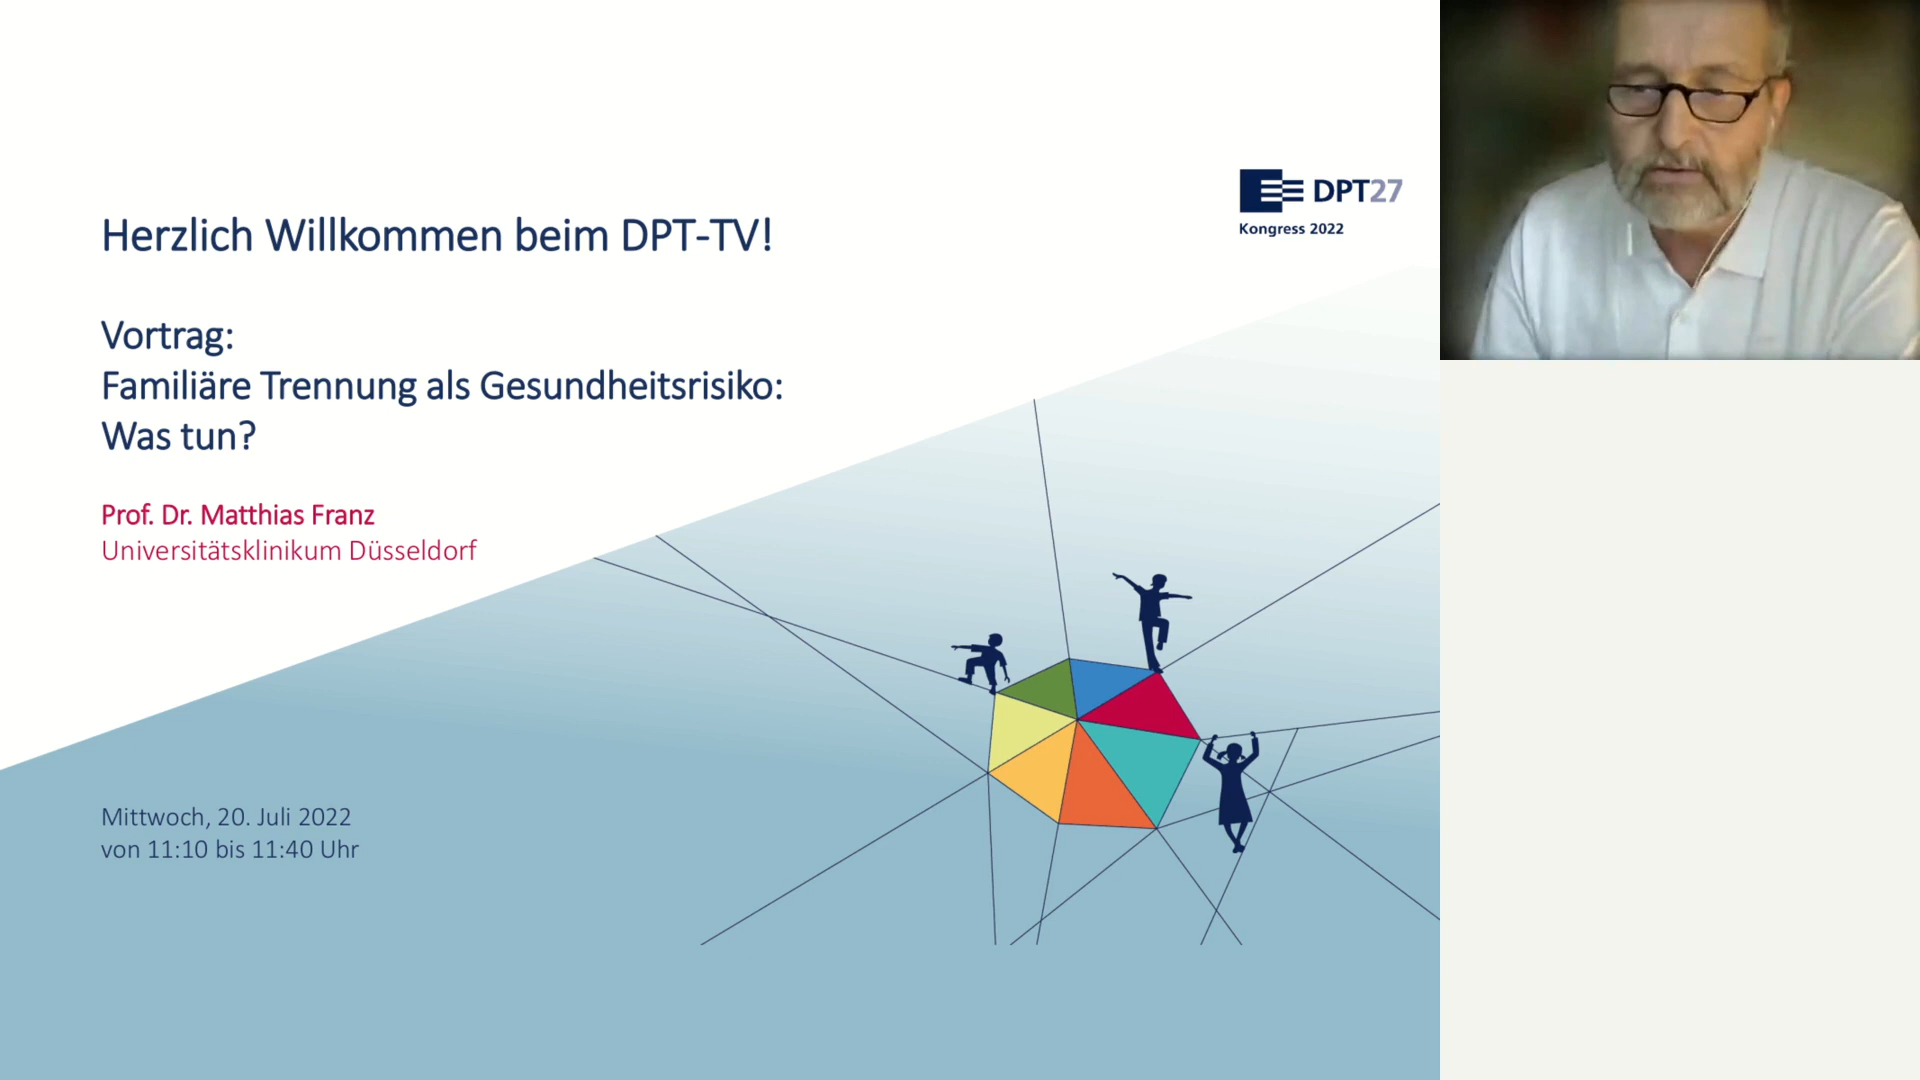 Herzlich Willkommen beim DPT-TV!
DPT27
Kongress 2022
Vortrag:
Familiäre Trennung als Gesundheitsrisiko:
Was tun?
Prof. Dr. Matthias Franz
Universitätsklinikum Düsseldorf
Mittwoch, 20. Juli 2022
von 11:10 bis 11:40 Uhr